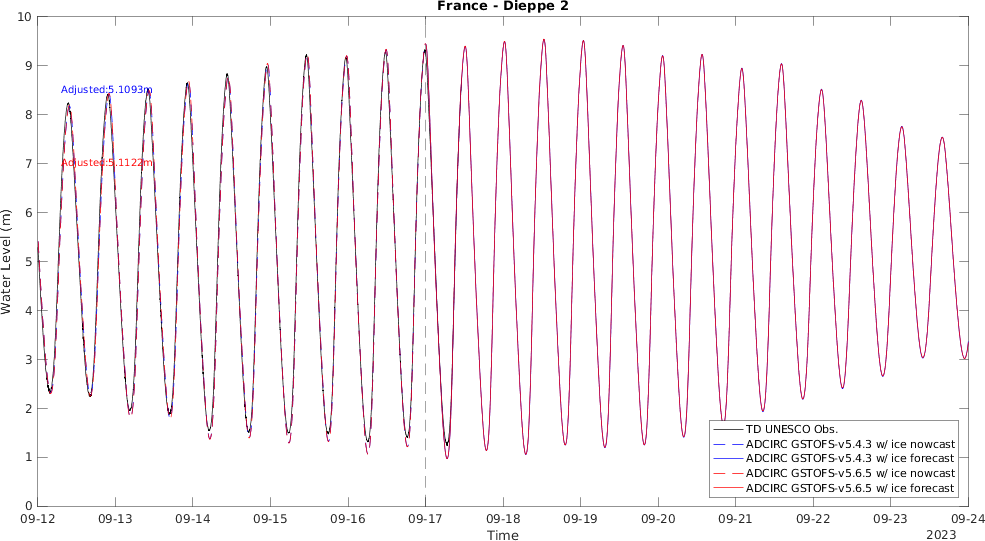 France - Dieppe 2
Water Level (m)
10
9
8
7
6
5
4
3
2
1
0
Adjusted:5.1093m
Adjusted:5.1122m
TD UNESCO Obs.
ADCIRC GSTOFS-v5.4.3 w/ ice nowcast
ADCIRC GSTOFS-v5.4.3 w/ ice forecast
ADCIRC GSTOFS-v5.6.5 w/ ice nowcast
ADCIRC GSTOFS-v5.6.5 w/ ice forecast
09-12 09-13 09-14 09-15 09-16 09-17 09-18 09-19 09-20 09-21 09-22 09-23 09-24
Time
2023